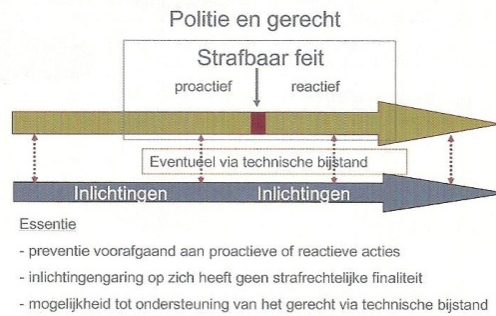 Politie en gerecht
Strafbaar feit
proactief reactief
Eventueel via technische bijstand
Inlichtingen Inlichtingen
Essentie
- preventie voorafgaand aan proactieve of reactieve acties
- inlichtingengaring op zich heeft geen strafrechtelijke finaliteit
- mogelijkheid tot ondersteuning van het gerecht via technische bijstand